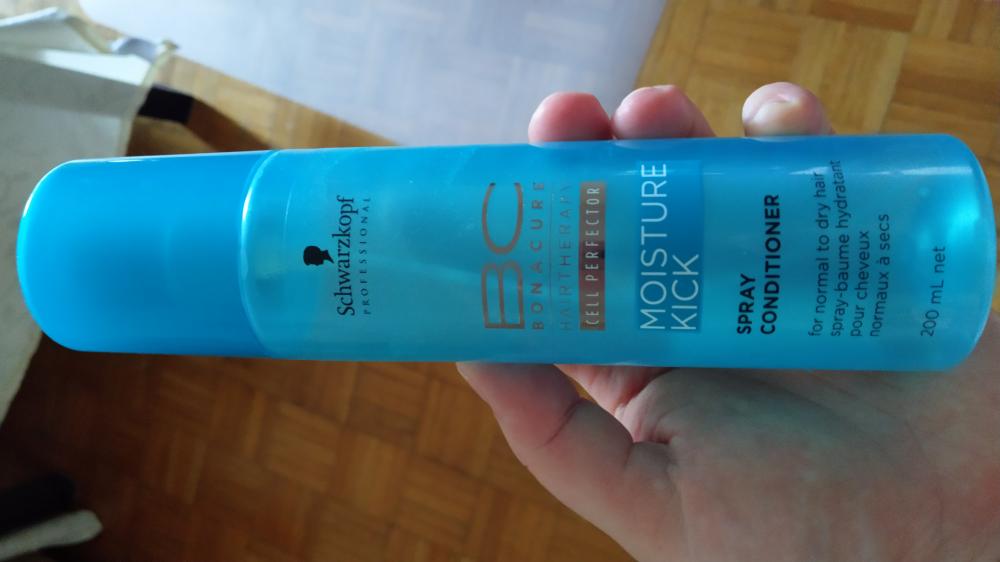 Schwarzkopf
PROFESSIONAL
BC
BONACURE
HAIRTHERAPY
CELL PERFECTOR
MOISTURE
KICK
SPRAY
CONDITIONER
for normal to dry hair
spray-baume hydratant
pour cheveux
normaux à secs
200 mL net